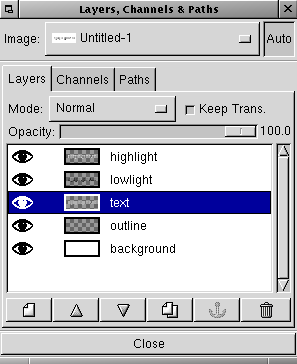 Layers, Channels & Paths
Image: Untitled-1 Auto
Layers Channels Paths
Mode: Normal Keep Trans.
Opacity: 100.0
highlight
lowlight
text
outline
background
Close